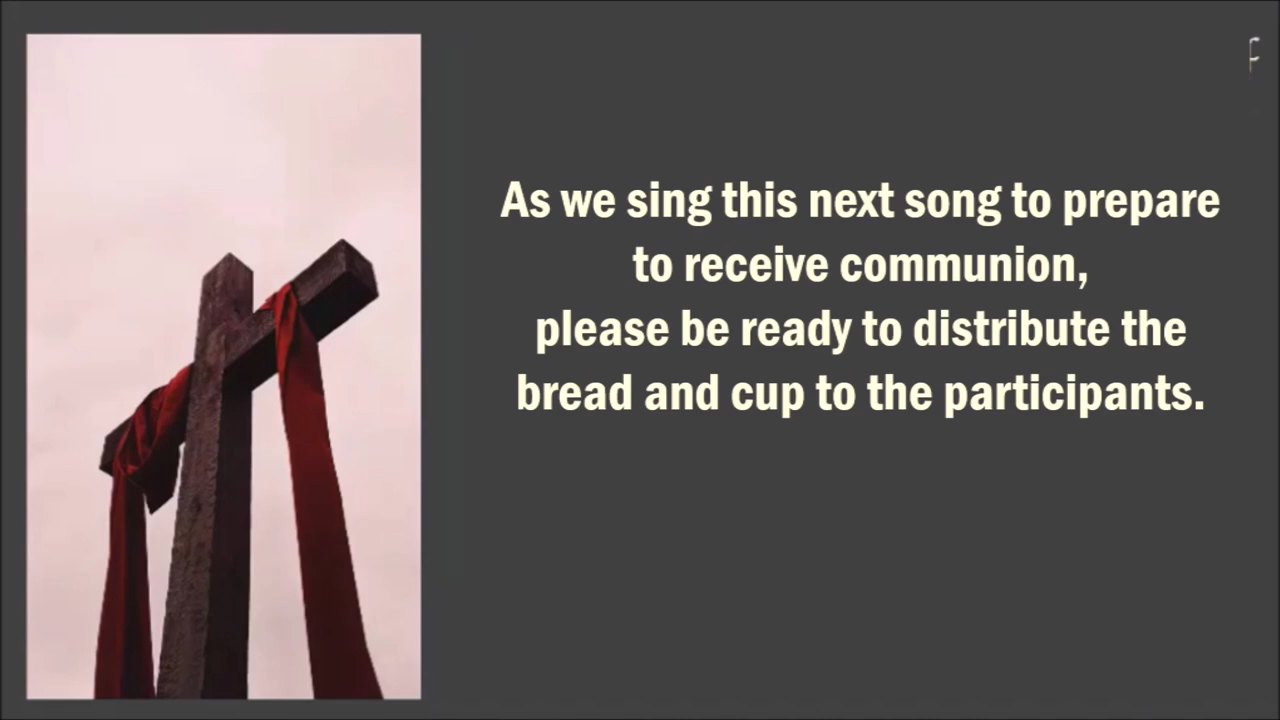 As we sing this next song to prepare
to receive communion,
please be ready to distribute the
bread and cup to the participants.